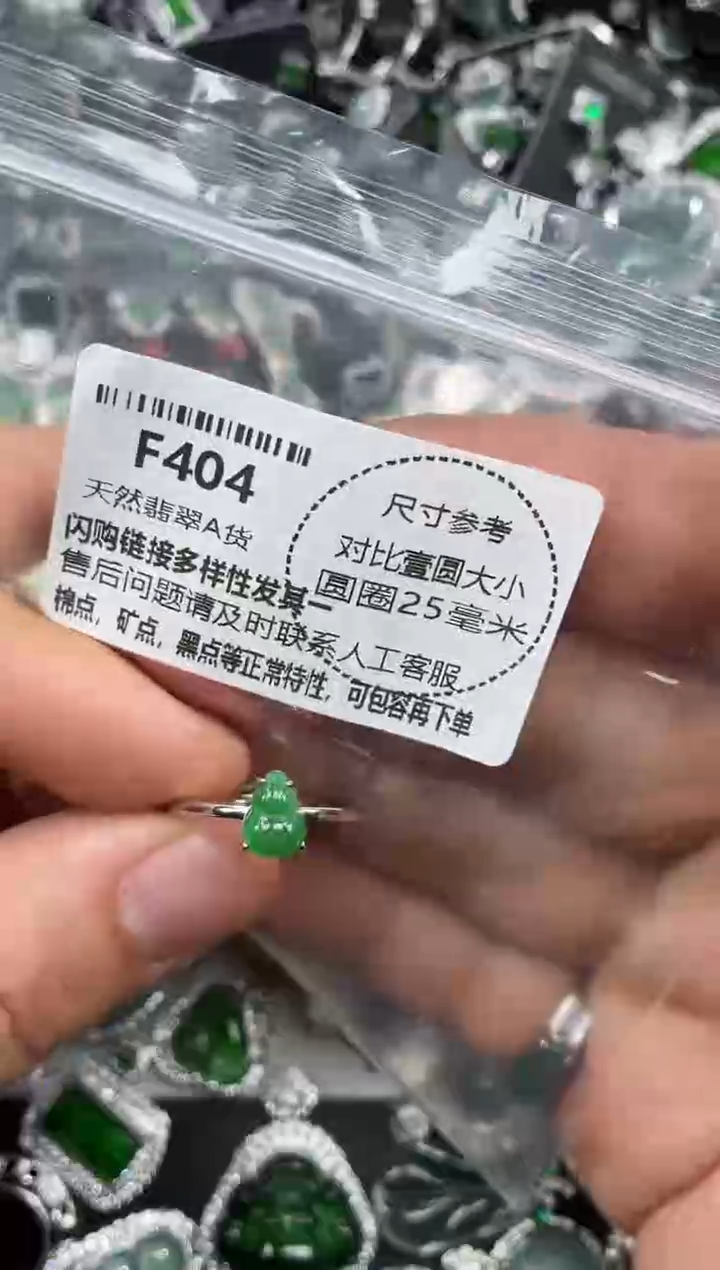 F404
天然翡翠A货
闪购链接多样性发其一
售后问题请及时联系人工客服
棉点，矿点，黑点等正常特性，可包容再下单
尺寸参考
对比壹圆大小
圆圈25毫米